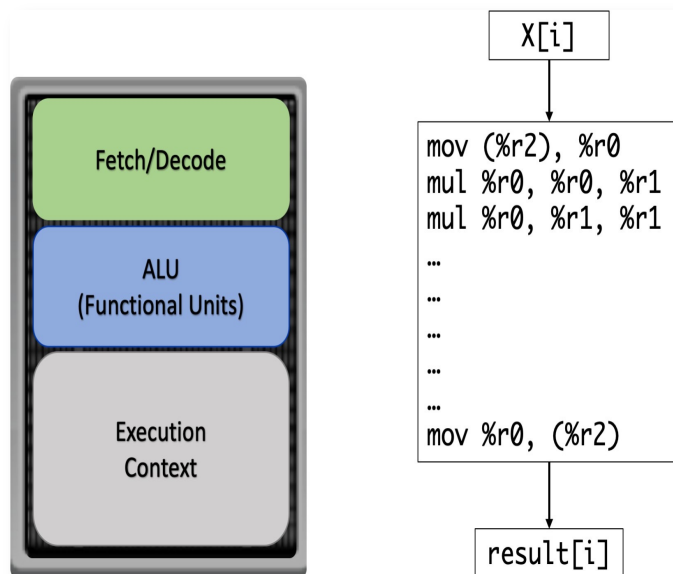 Fetch/Decode
ALU
(Functional Units)
Execution
Context
X[i]
mov (%r2), %r0
mul %r0, %r0, %r1
mul %r0, %r1, %r1
…
…
…
…
…
mov %r0, (%r2)
result[i]